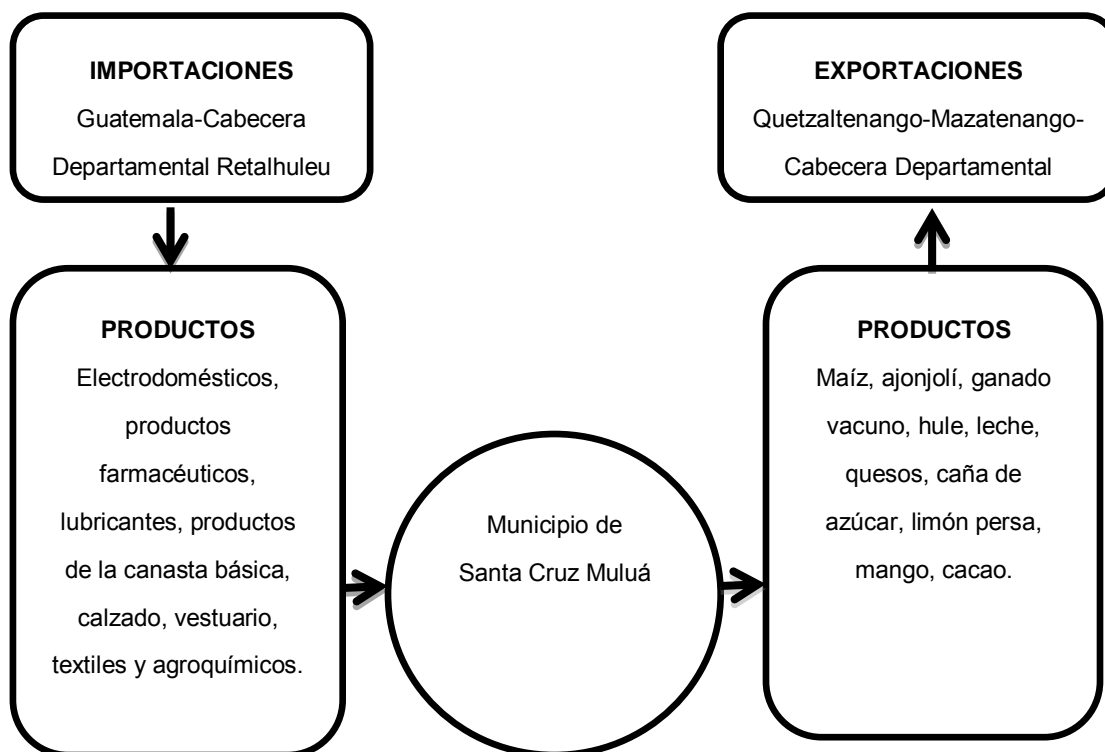 IMPORTACIONES
Guatemala-Cabecera
Departamental Retalhuleu
EXPORTACIONES
Quetzaltenango-Mazatenango-
Cabecera Departamental
PRODUCTOS
Electrodomésticos,
productos
farmacéuticos,
lubricantes, productos
de la canasta básica,
calzado, vestuario,
textiles y agroquímicos.
Municipio de
Santa Cruz Muluá
PRODUCTOS
Maíz, ajonjolí, ganado
vacuno, hule, leche,
quesos, caña de
azúcar, limón persa,
mango, cacao.